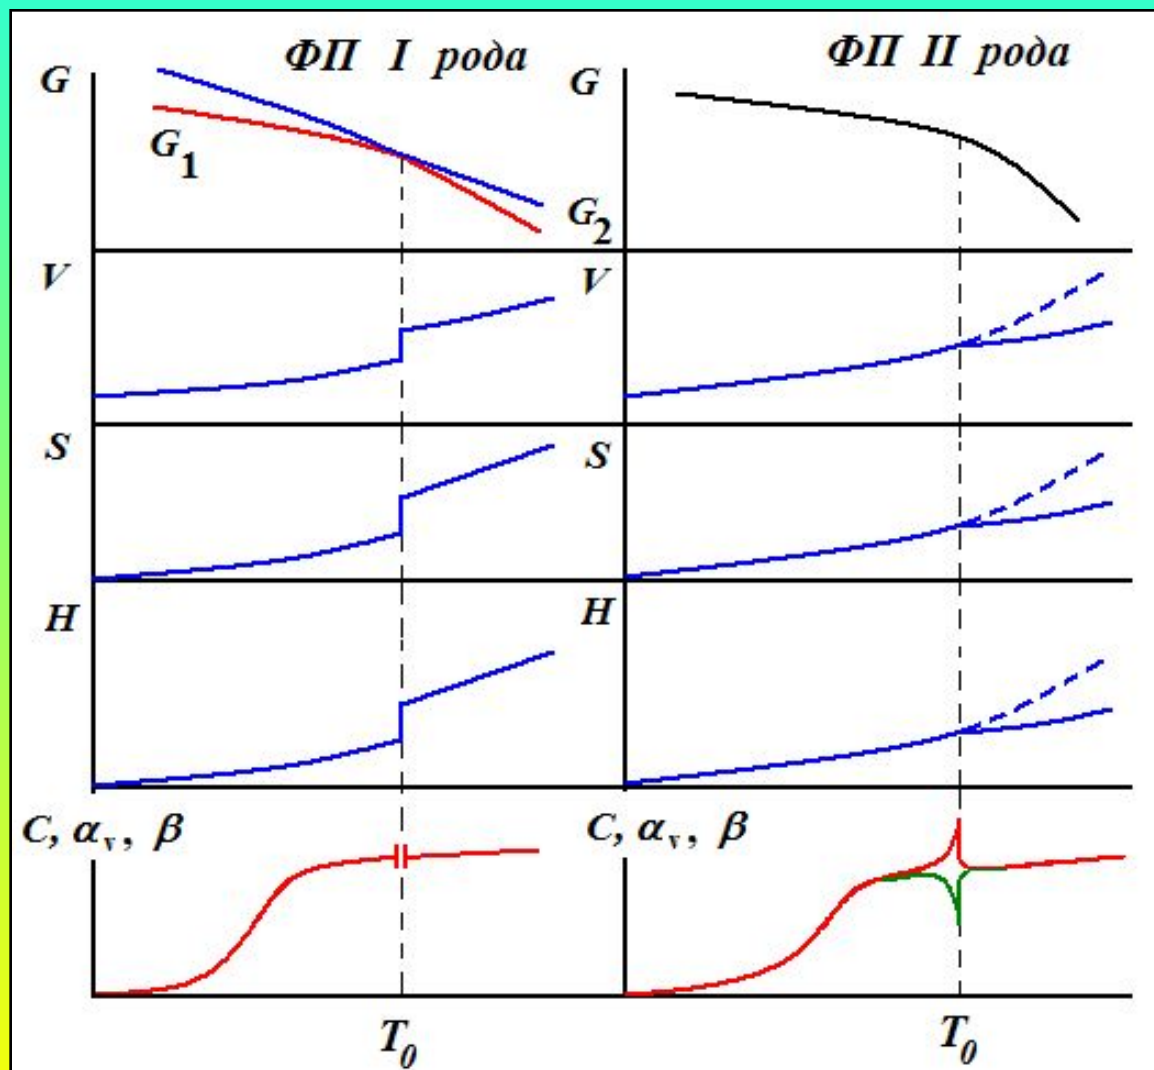 ФП I рода
ФП II рода
G
G
G1
G2
V
V
S
S
H
H
C, αv, β
C, αv, β
T0
T0